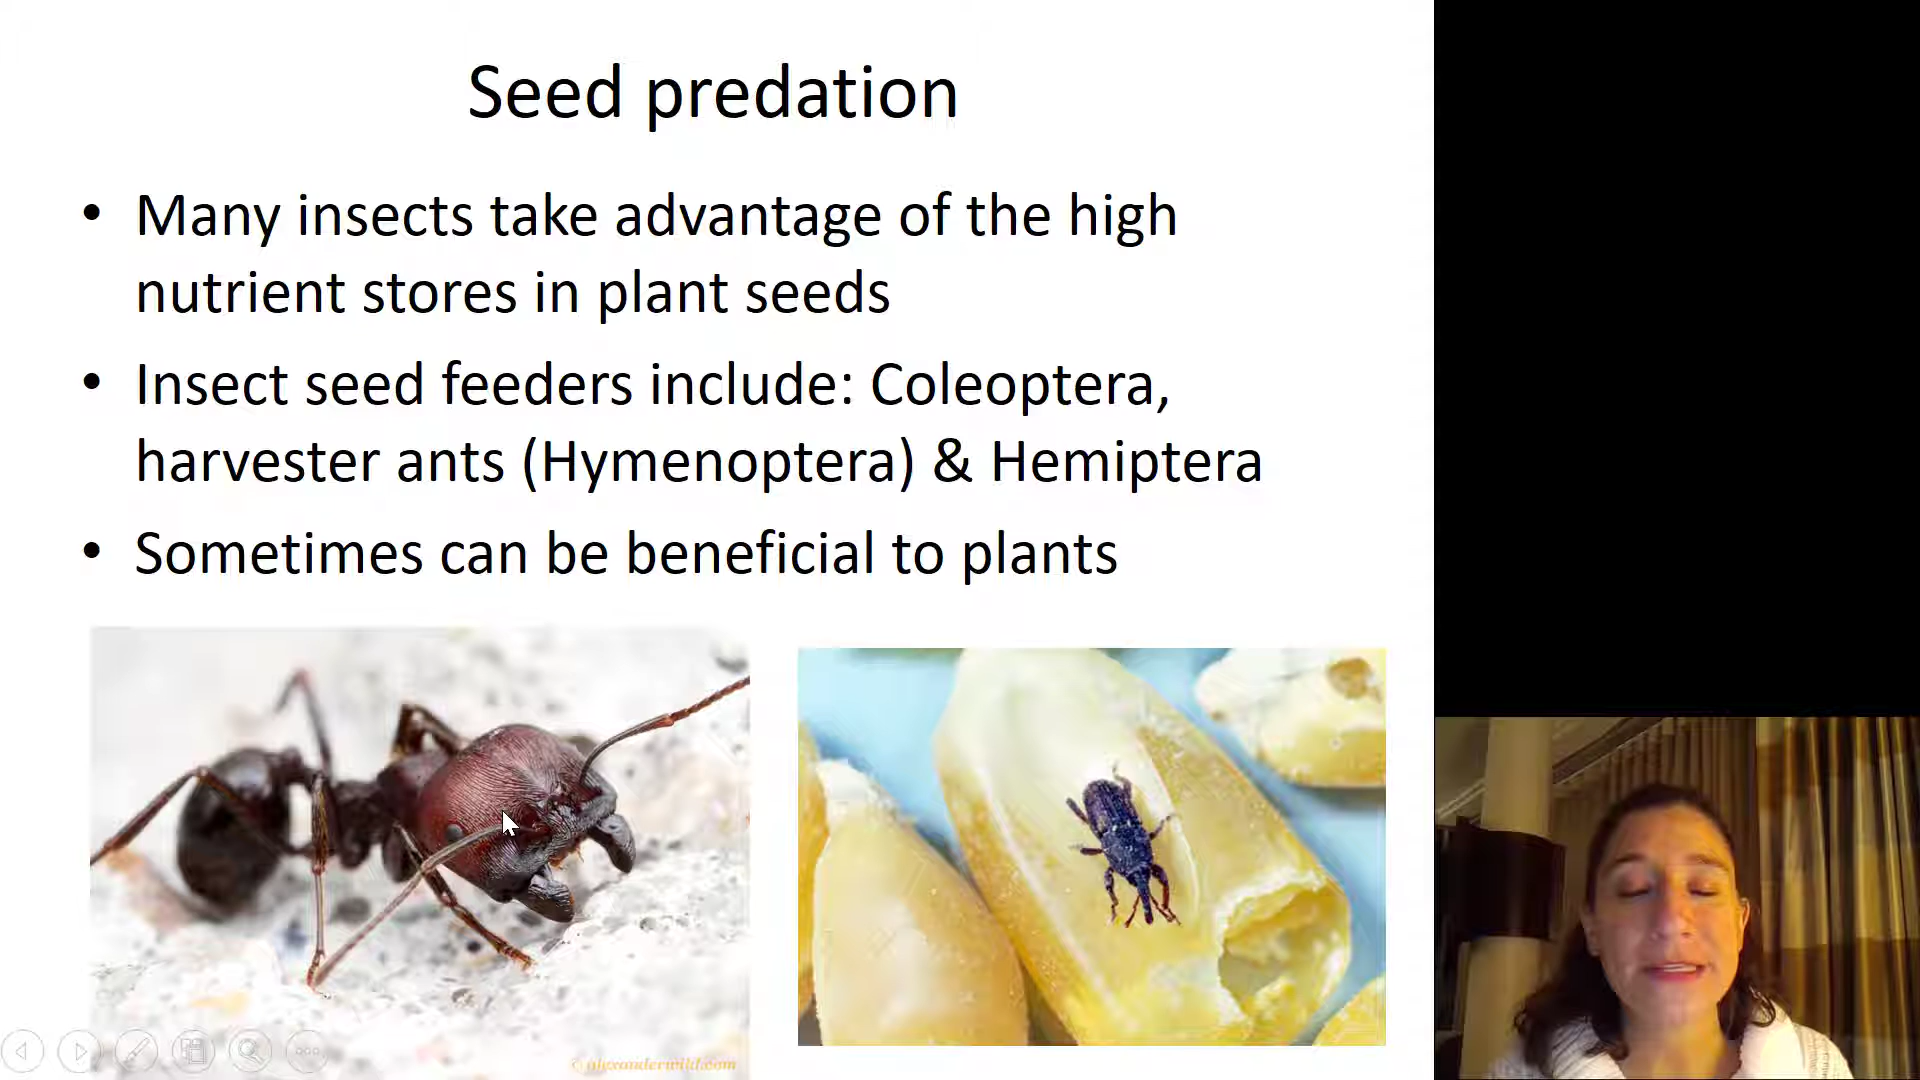 Seed predation
• Many insects take advantage of the high
nutrient stores in plant seeds
• Insect seed feeders include: Coleoptera,
harvester ants (Hymenoptera) & Hemiptera
• Sometimes can be beneficial to plants
© alexanderwild.com